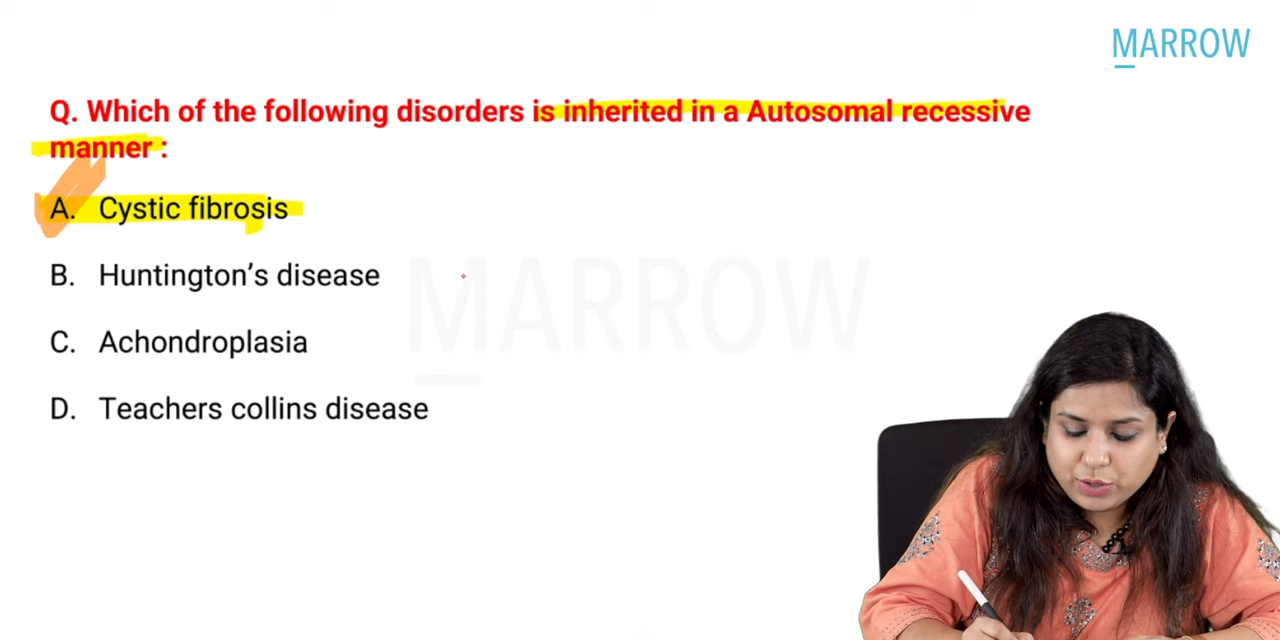 MARROW
Q. Which of the following disorders is inherited in a Autosomal recessive
manner :
A. Cystic fibrosis
B. Huntington’s disease
MARROW
C. Achondroplasia
D. Teachers collins disease